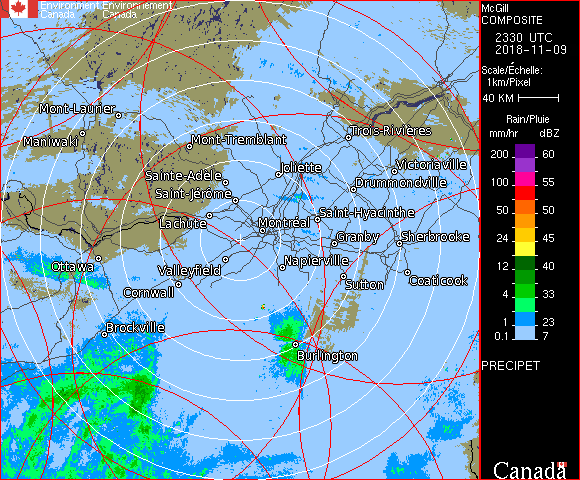 Environment Environnement
Canada Canada
McGill
COMPOSITE
2330 UTC
2018-11-09
Scale/Échelle:
1km/Pixel
40 KM
Rain/Pluie
mm/hr dBZ
200 60
100 55
50 50
24 45
12 40
4 33
1 23
0.1 7
PRECIPET
Canada
Mont-Laurier
Maniwaki
Mont-Tremblant
Trois-Rivières
Joliette
Victoriaville
Sainte-Adèle
Drummondville
Saint-Jérôme
Saint-Hyacinthe
Lachute
Montréal
Granby
Sherbrooke
Ottawa
Valleyfield
Napierville
Coaticook
Sutton
Cornwall
Brockville
Burlington